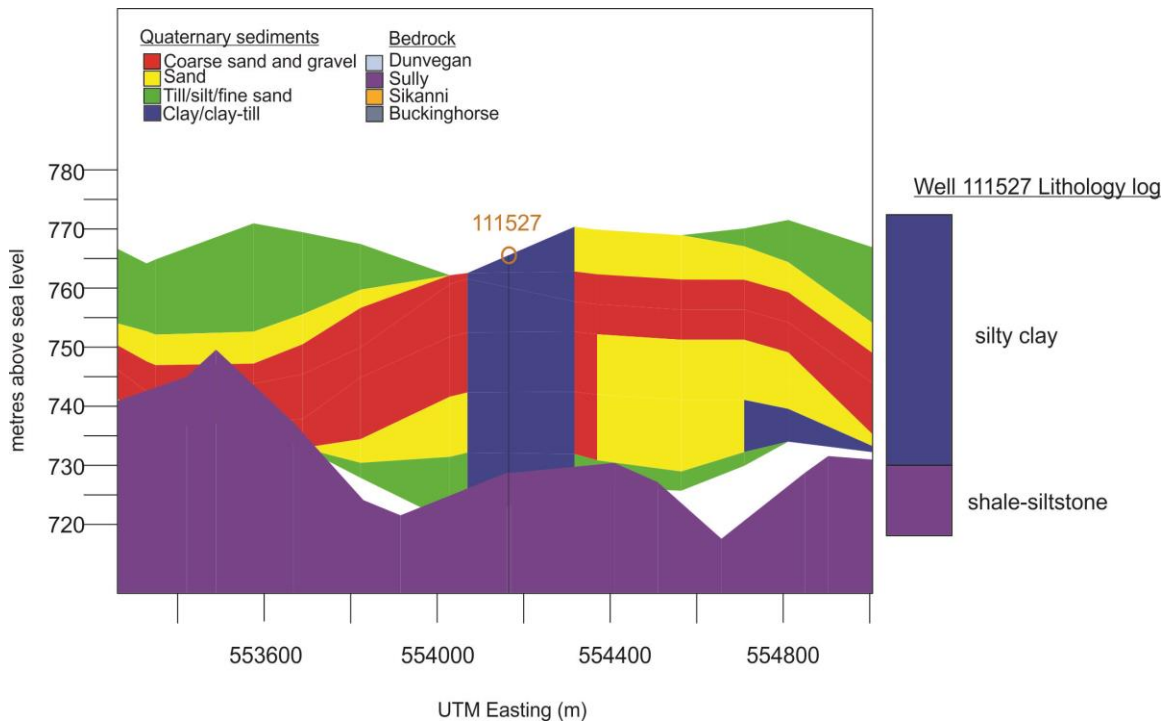 Quaternary sediments
Coarse sand and gravel
Sand
Till/silt/fine sand
Clay/clay-till
Bedrock
Dunvegan
Sully
Sikanni
Buckinghorse
780
770
760
750
740
730
720
metres above sea level
111527
553600
554000
554400
554800
UTM Easting (m)
Well 111527 Lithology log
silty clay
shale-siltstone